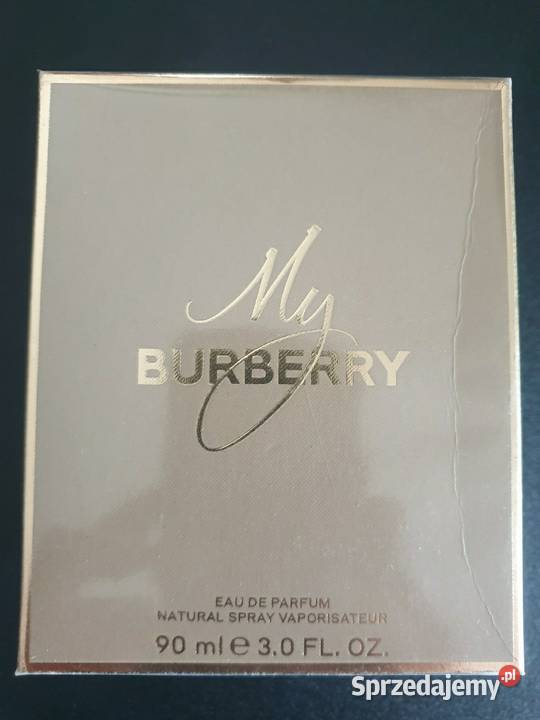 My
BURBERRY
EAU DE PARFUM
NATURAL SPRAY VAPORISATEUR
90 ml ℮ 3.0 FL. OZ.
Sprzedajemy.pl